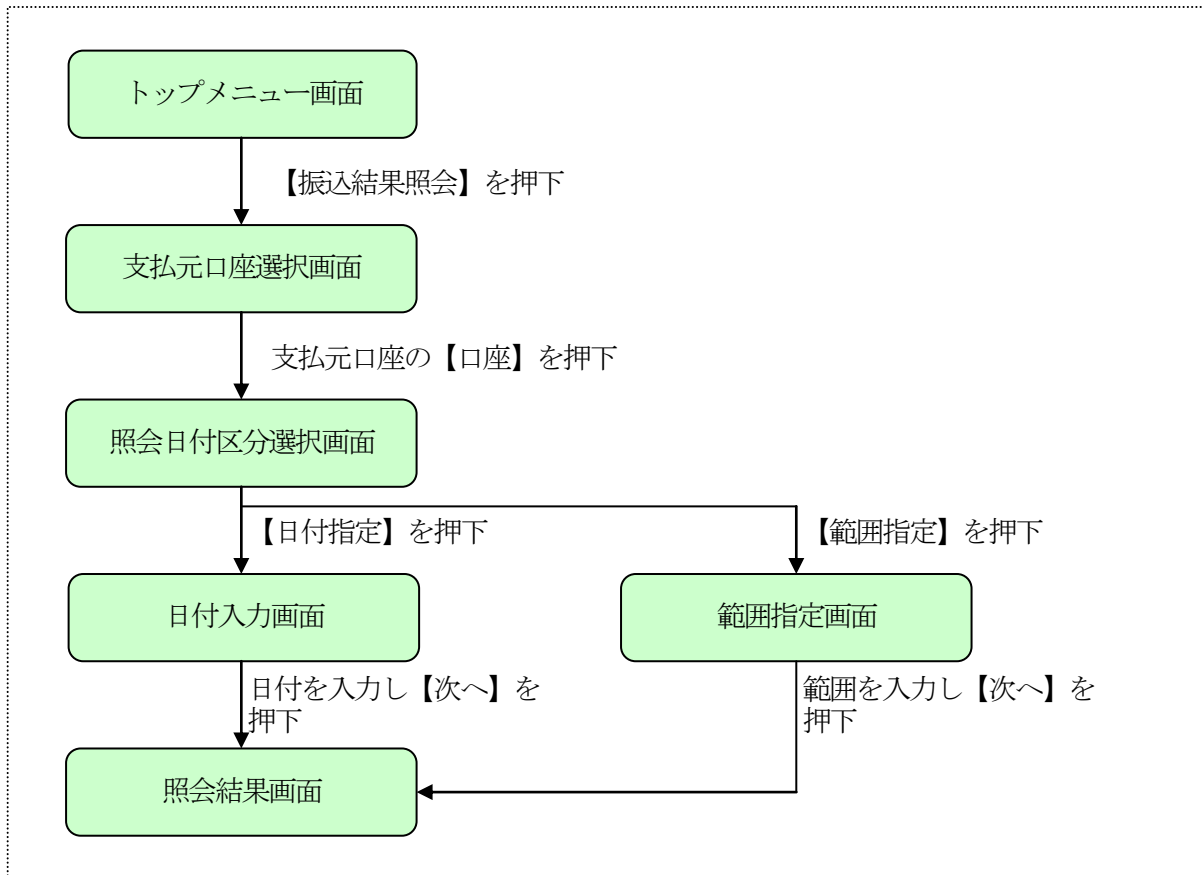 トップメニュー画面
【振込結果照会】を押下
支払元口座選択画面
支払元口座の【口座】を押下
照会日付区分選択画面
【日付指定】を押下
【範囲指定】を押下
日付入力画面
範囲指定画面
日付を入力し【次へ】を
押下
範囲を入力し【次へ】を
押下
照会結果画面